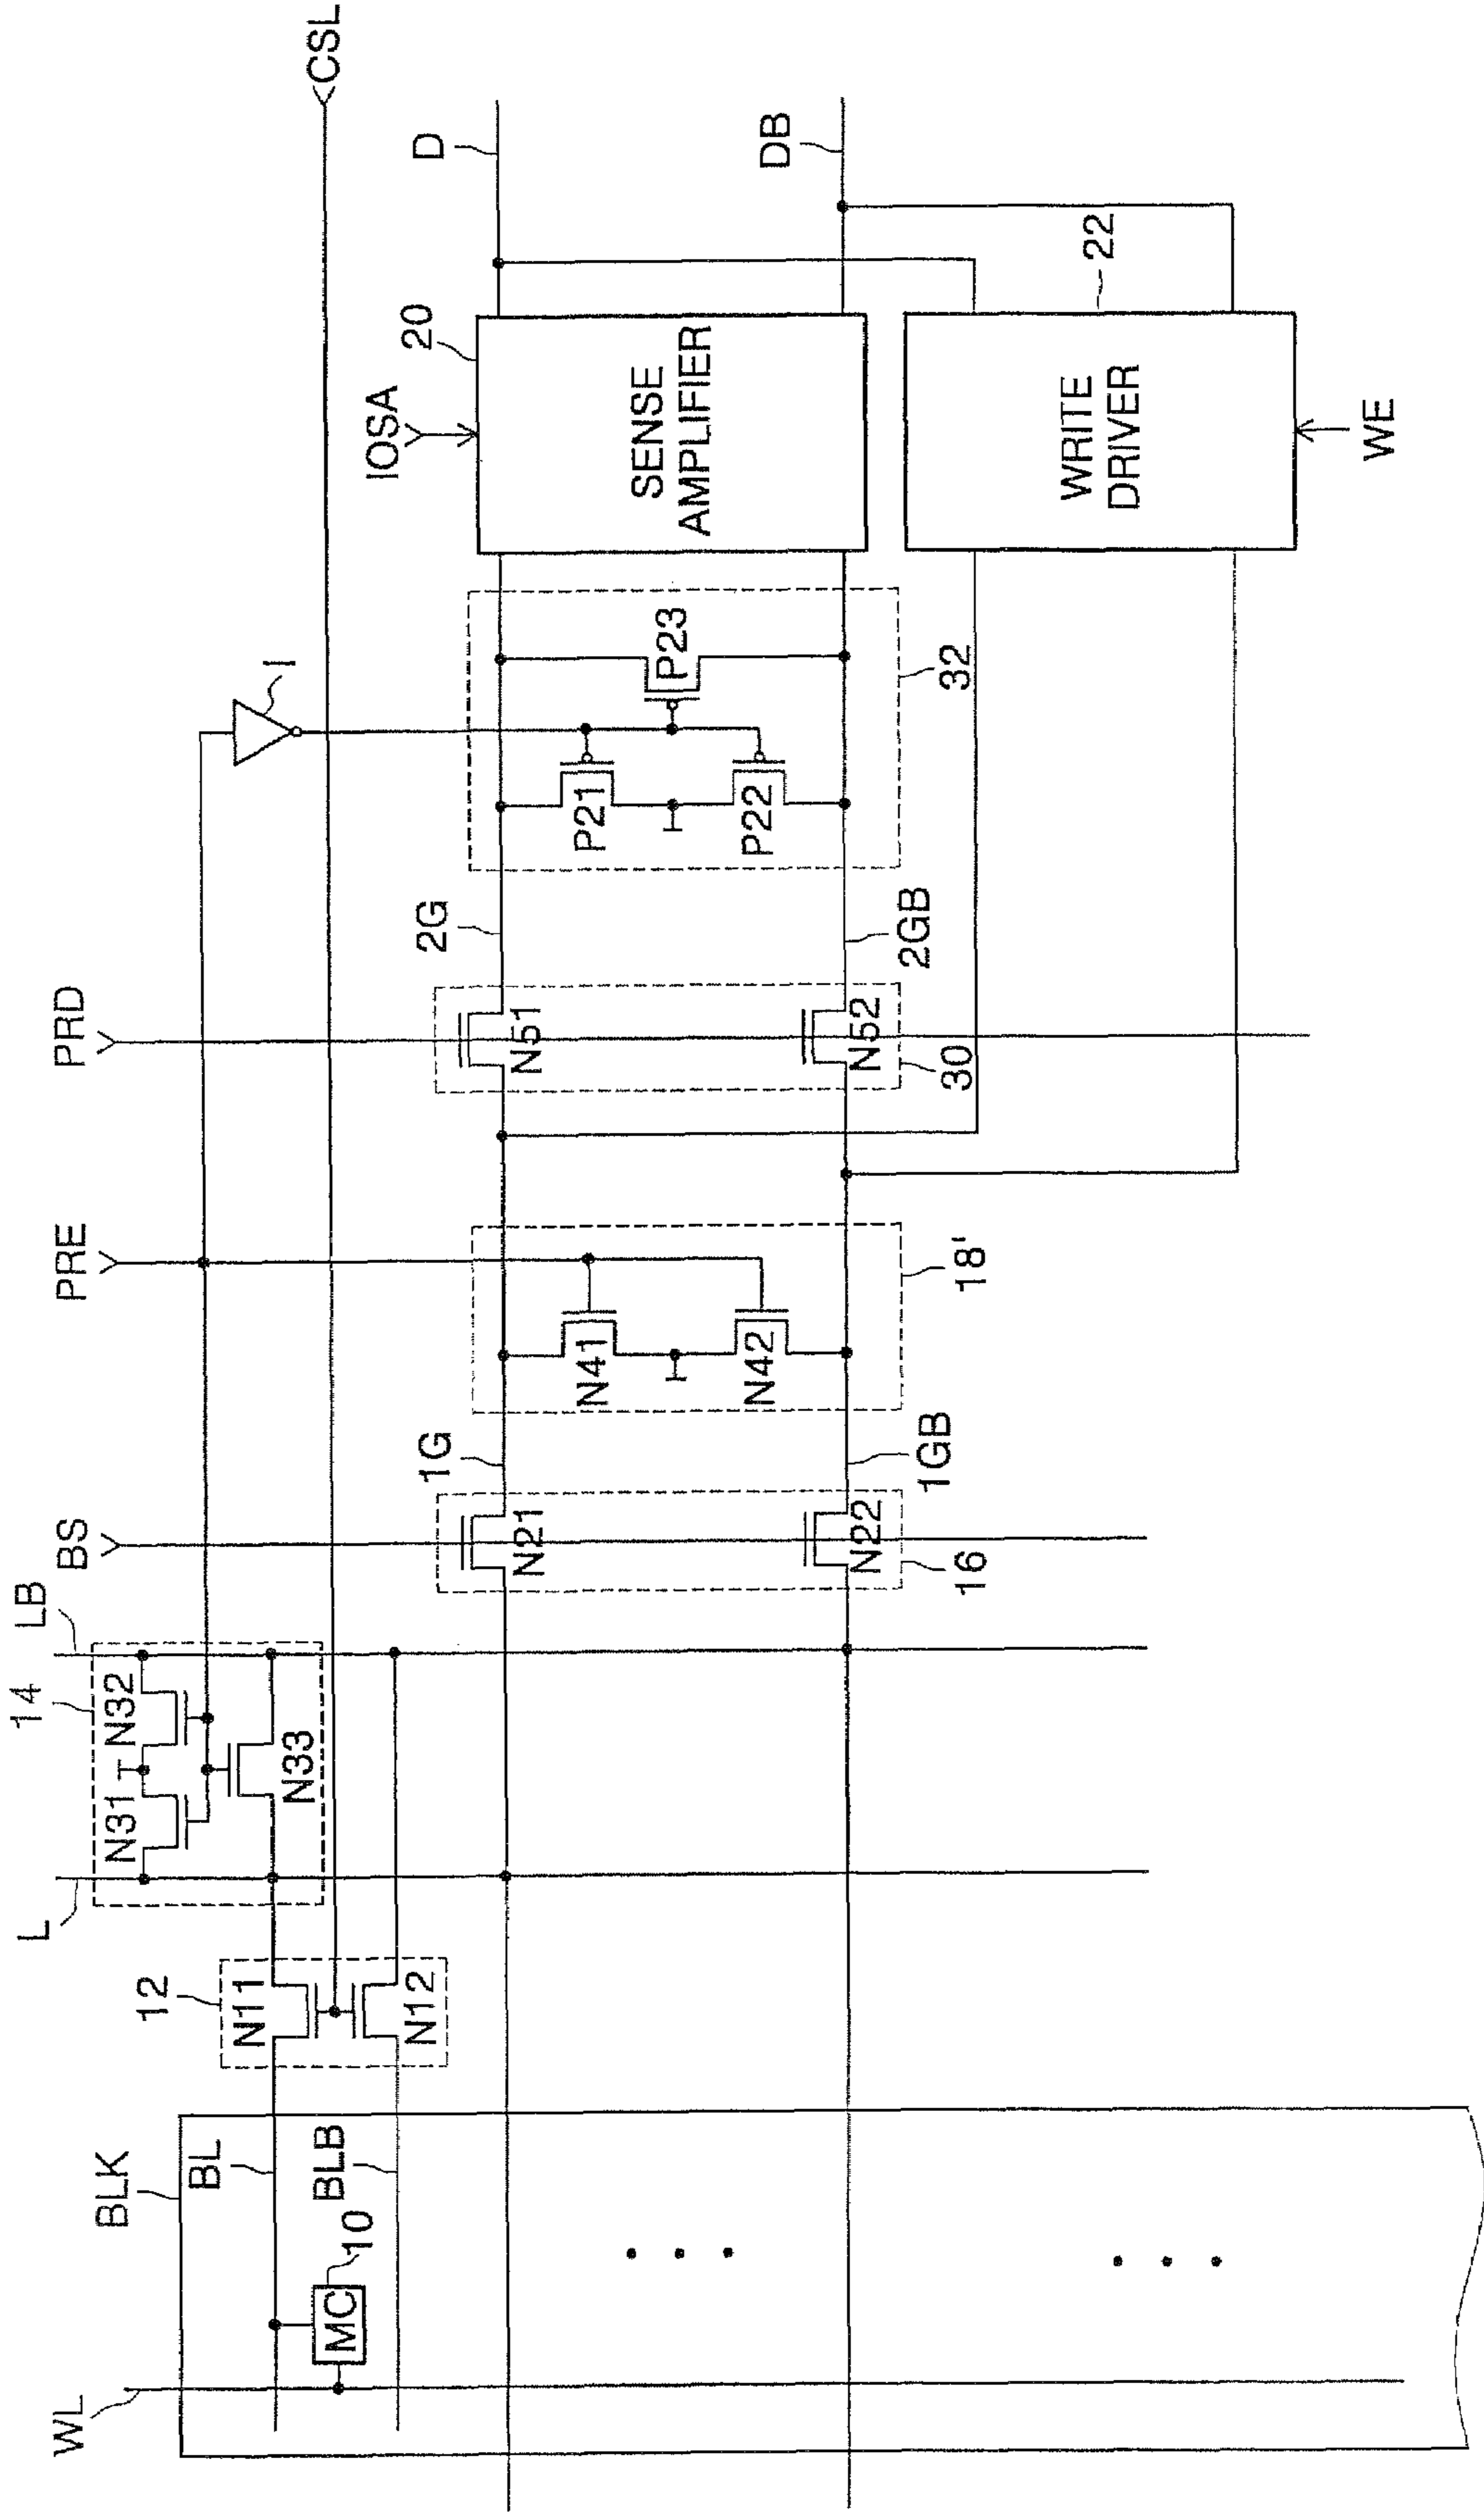 WL
BLK
BL
MC
10
BLB
12
N11
N12
L
14
N31
N32
N33
LB
BS
N21
N22
16
1G
1GB
PRE
N41
N42
18'
PRD
N51
N52
30
2G
2GB
I
P21
P22
P23
32
CSL
IOSA
20
SENSE
AMPLIFIER
WRITE
DRIVER
22
WE
D
DB